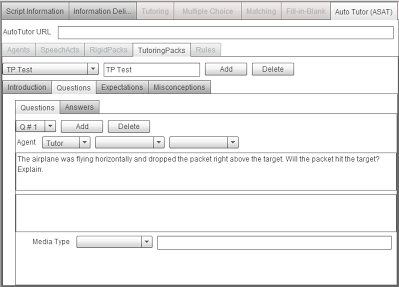 Script Information Information Deli... Tutoring Multiple Choice Matching Fill-in-Blank Auto Tutor (ASAT)
AutoTutor URL
Agents SpeechActs RigidPacks TutoringPacks Rules
TP Test TP Test Add Delete
Introduction Questions Expectations Misconceptions
Questions Answers
Q # 1 Add Delete
Agent Tutor
The airplane was flying horizontally and dropped the packet right above the target. Will the packet hit the target?
Explain.
Media Type